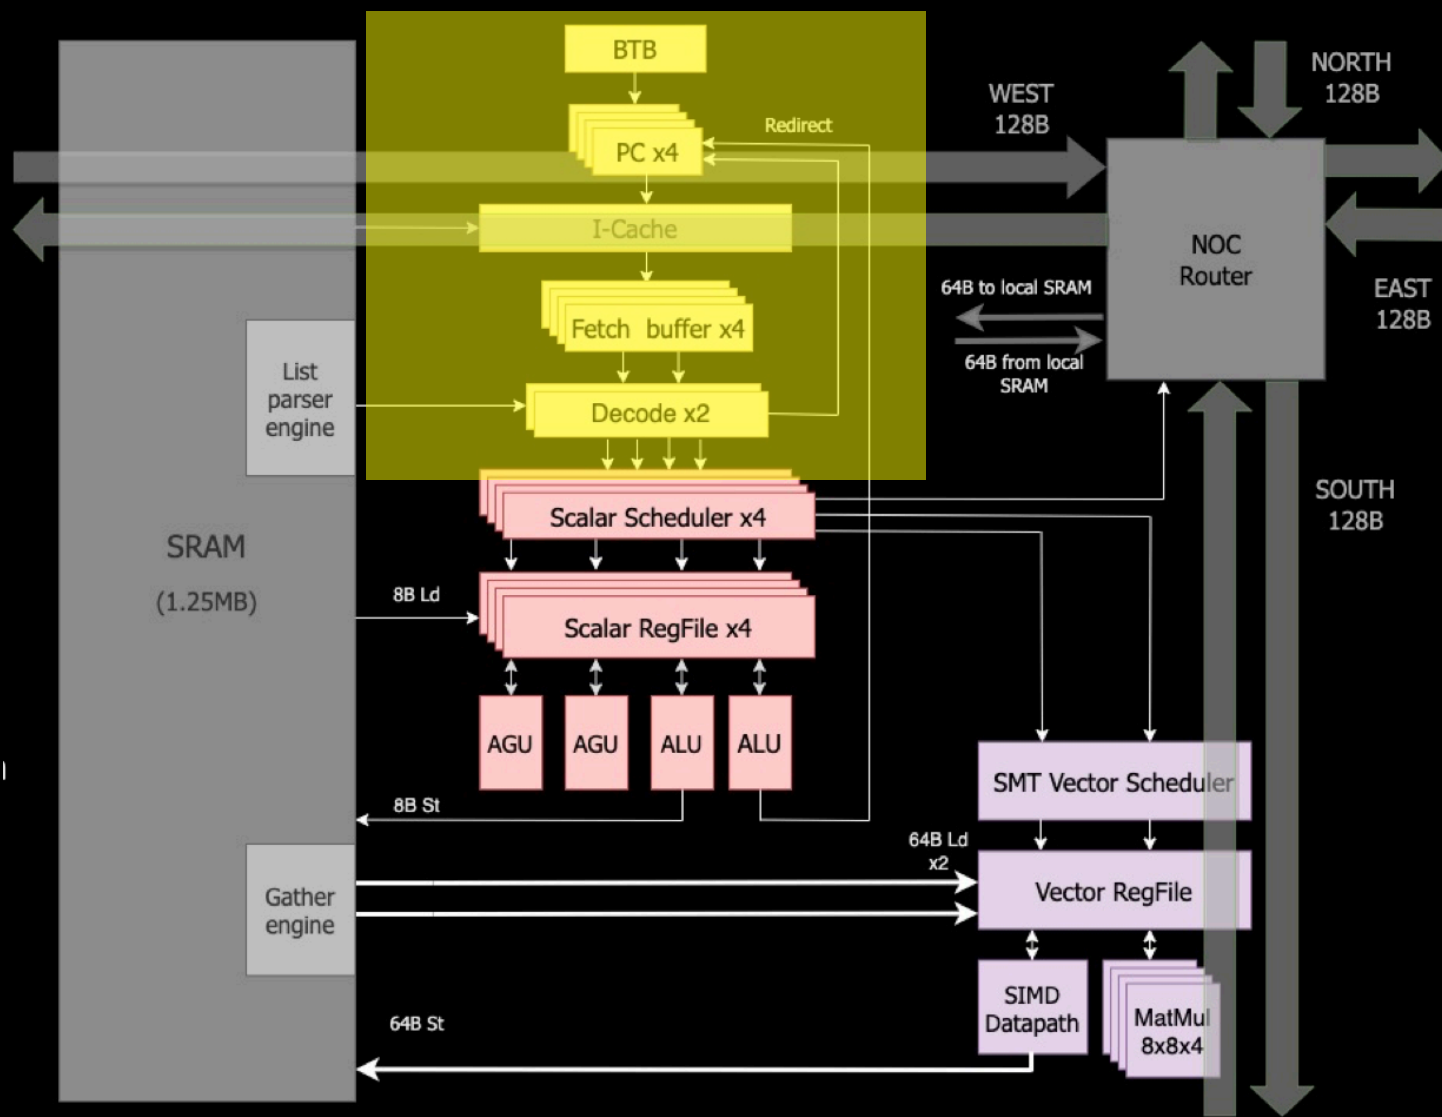 BTB
PC x4
Redirect
I-Cache
Fetch buffer x4
Decode x2
List
parser
engine
SRAM
(1.25MB)
Scalar Scheduler x4
8B Ld
Scalar RegFile x4
AGU
AGU
ALU
ALU
8B St
Gather
engine
64B Ld
x2
64B St
WEST
128B
NORTH
128B
NOC
Router
64B to local SRAM
64B from local
SRAM
EAST
128B
SOUTH
128B
SMT Vector Scheduler
Vector RegFile
SIMD
Datapath
MatMul
8x8x4